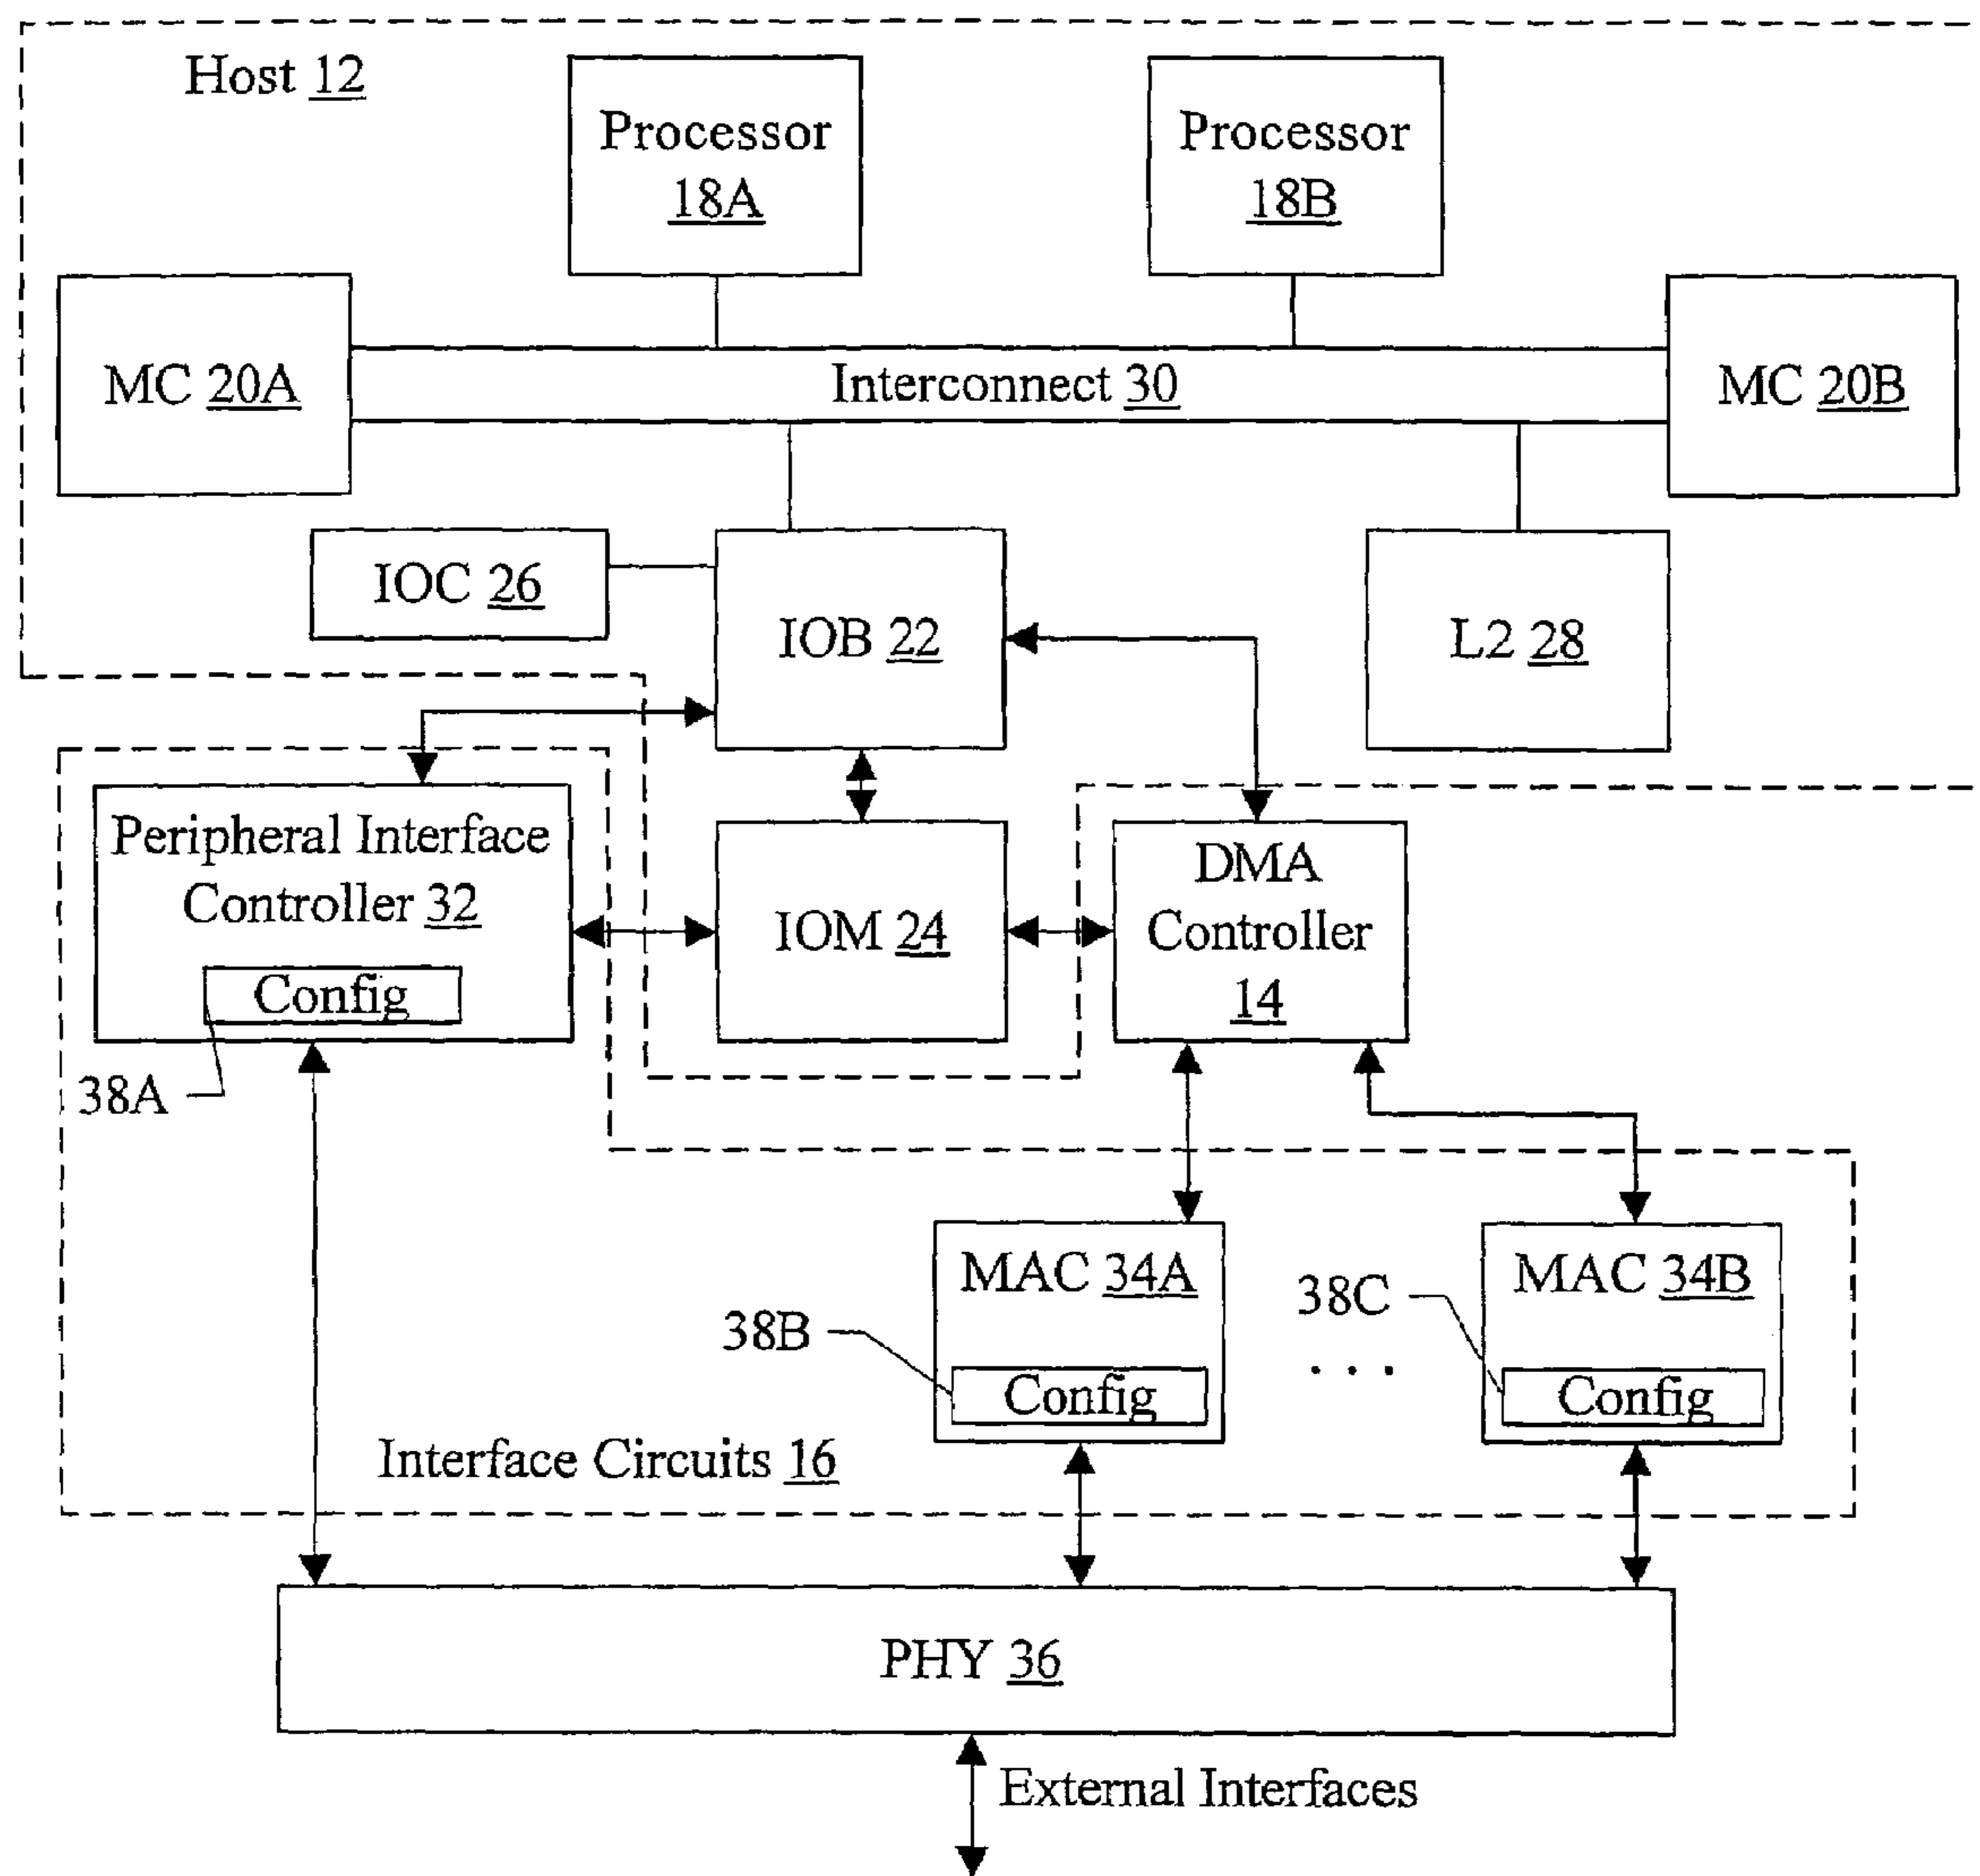 Host 12
Processor
18A
Processor
18B
MC 20A
Interconnect 30
MC 20B
IOC 26
IOB 22
L2 28
Peripheral Interface
Controller 32
Config
38A
IOM 24
DMA
Controller
14
MAC 34A
38B
Config
. . .
MAC 34B
38C
Config
Interface Circuits 16
PHY 36
External Interfaces